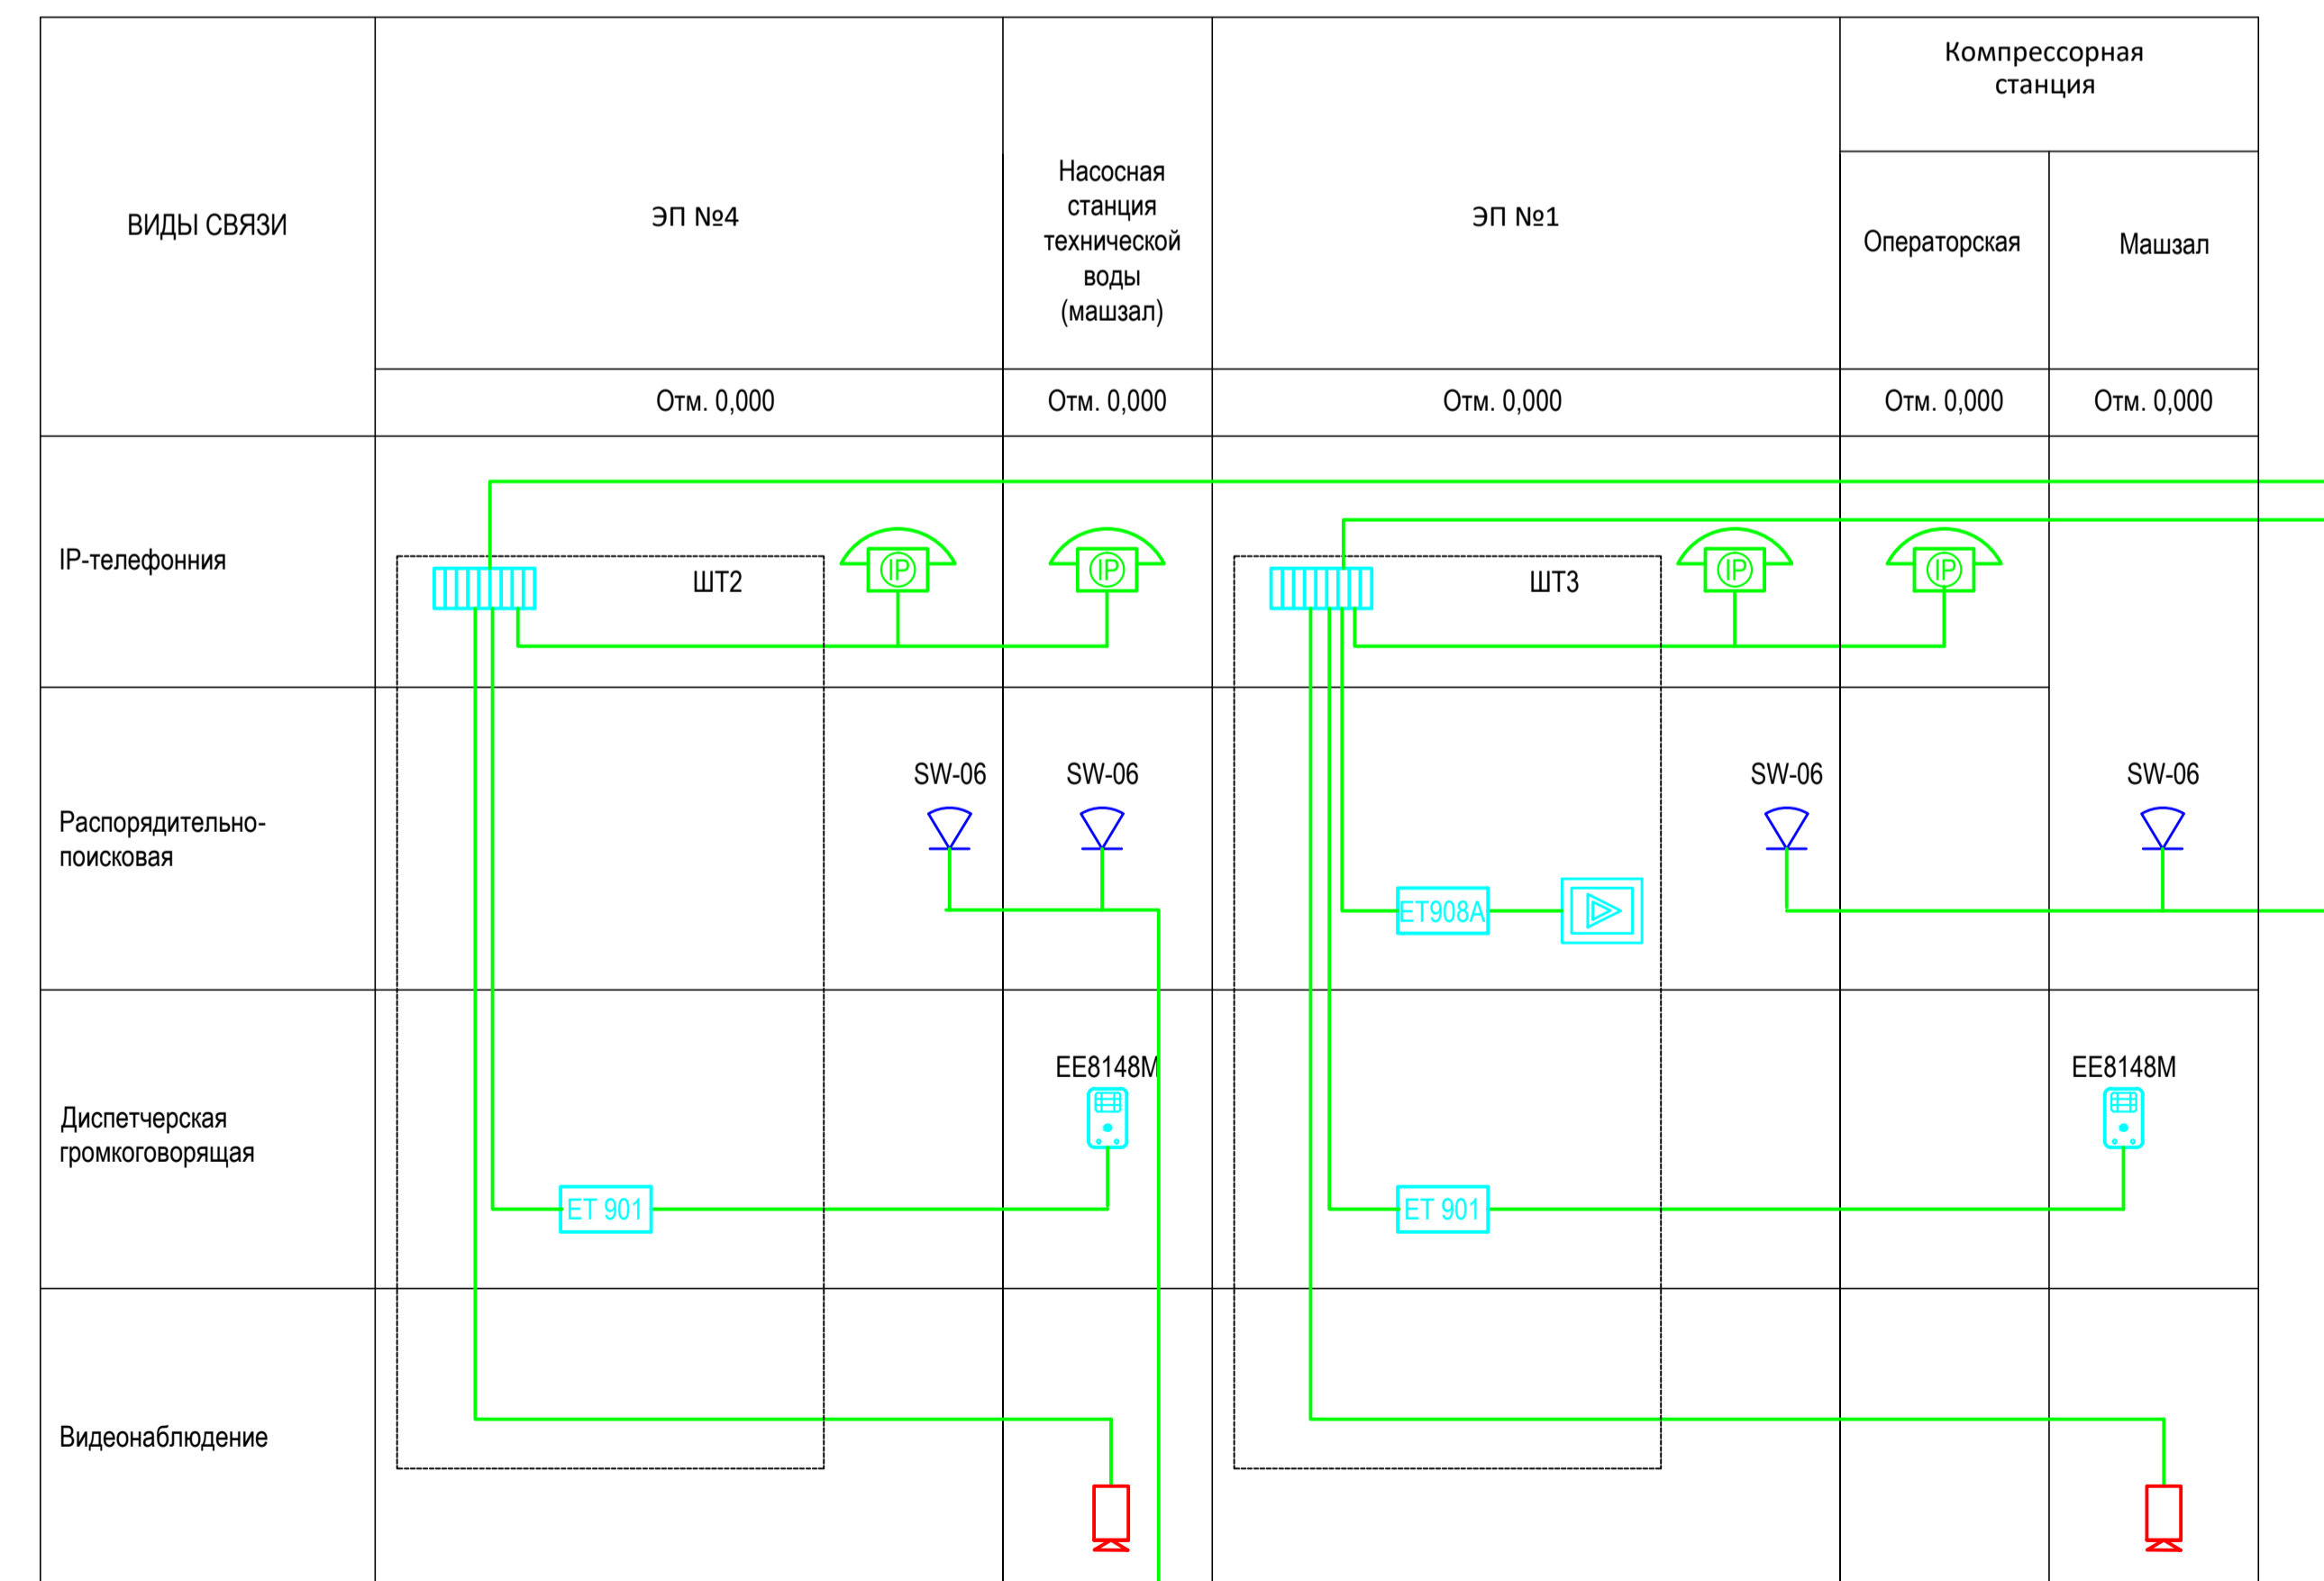 Компрессорная
станция
ВИДЫ СВЯЗИ
ЭП №4
Насосная
станция
технической
воды
(машзал)
ЭП №1
Операторская
Машзал
Отм. 0,000
Отм. 0,000
Отм. 0,000
Отм. 0,000
Отм. 0,000
IP-телефонния
ШТ2
IP
IP
ШТ3
IP
IP
Распорядительно-
поисковая
SW-06
SW-06
SW-06
SW-06
ET908A
Диспетчерская
громкоговорящая
EE8148M
EE8148M
ET 901
ET 901
Видеонаблюдение